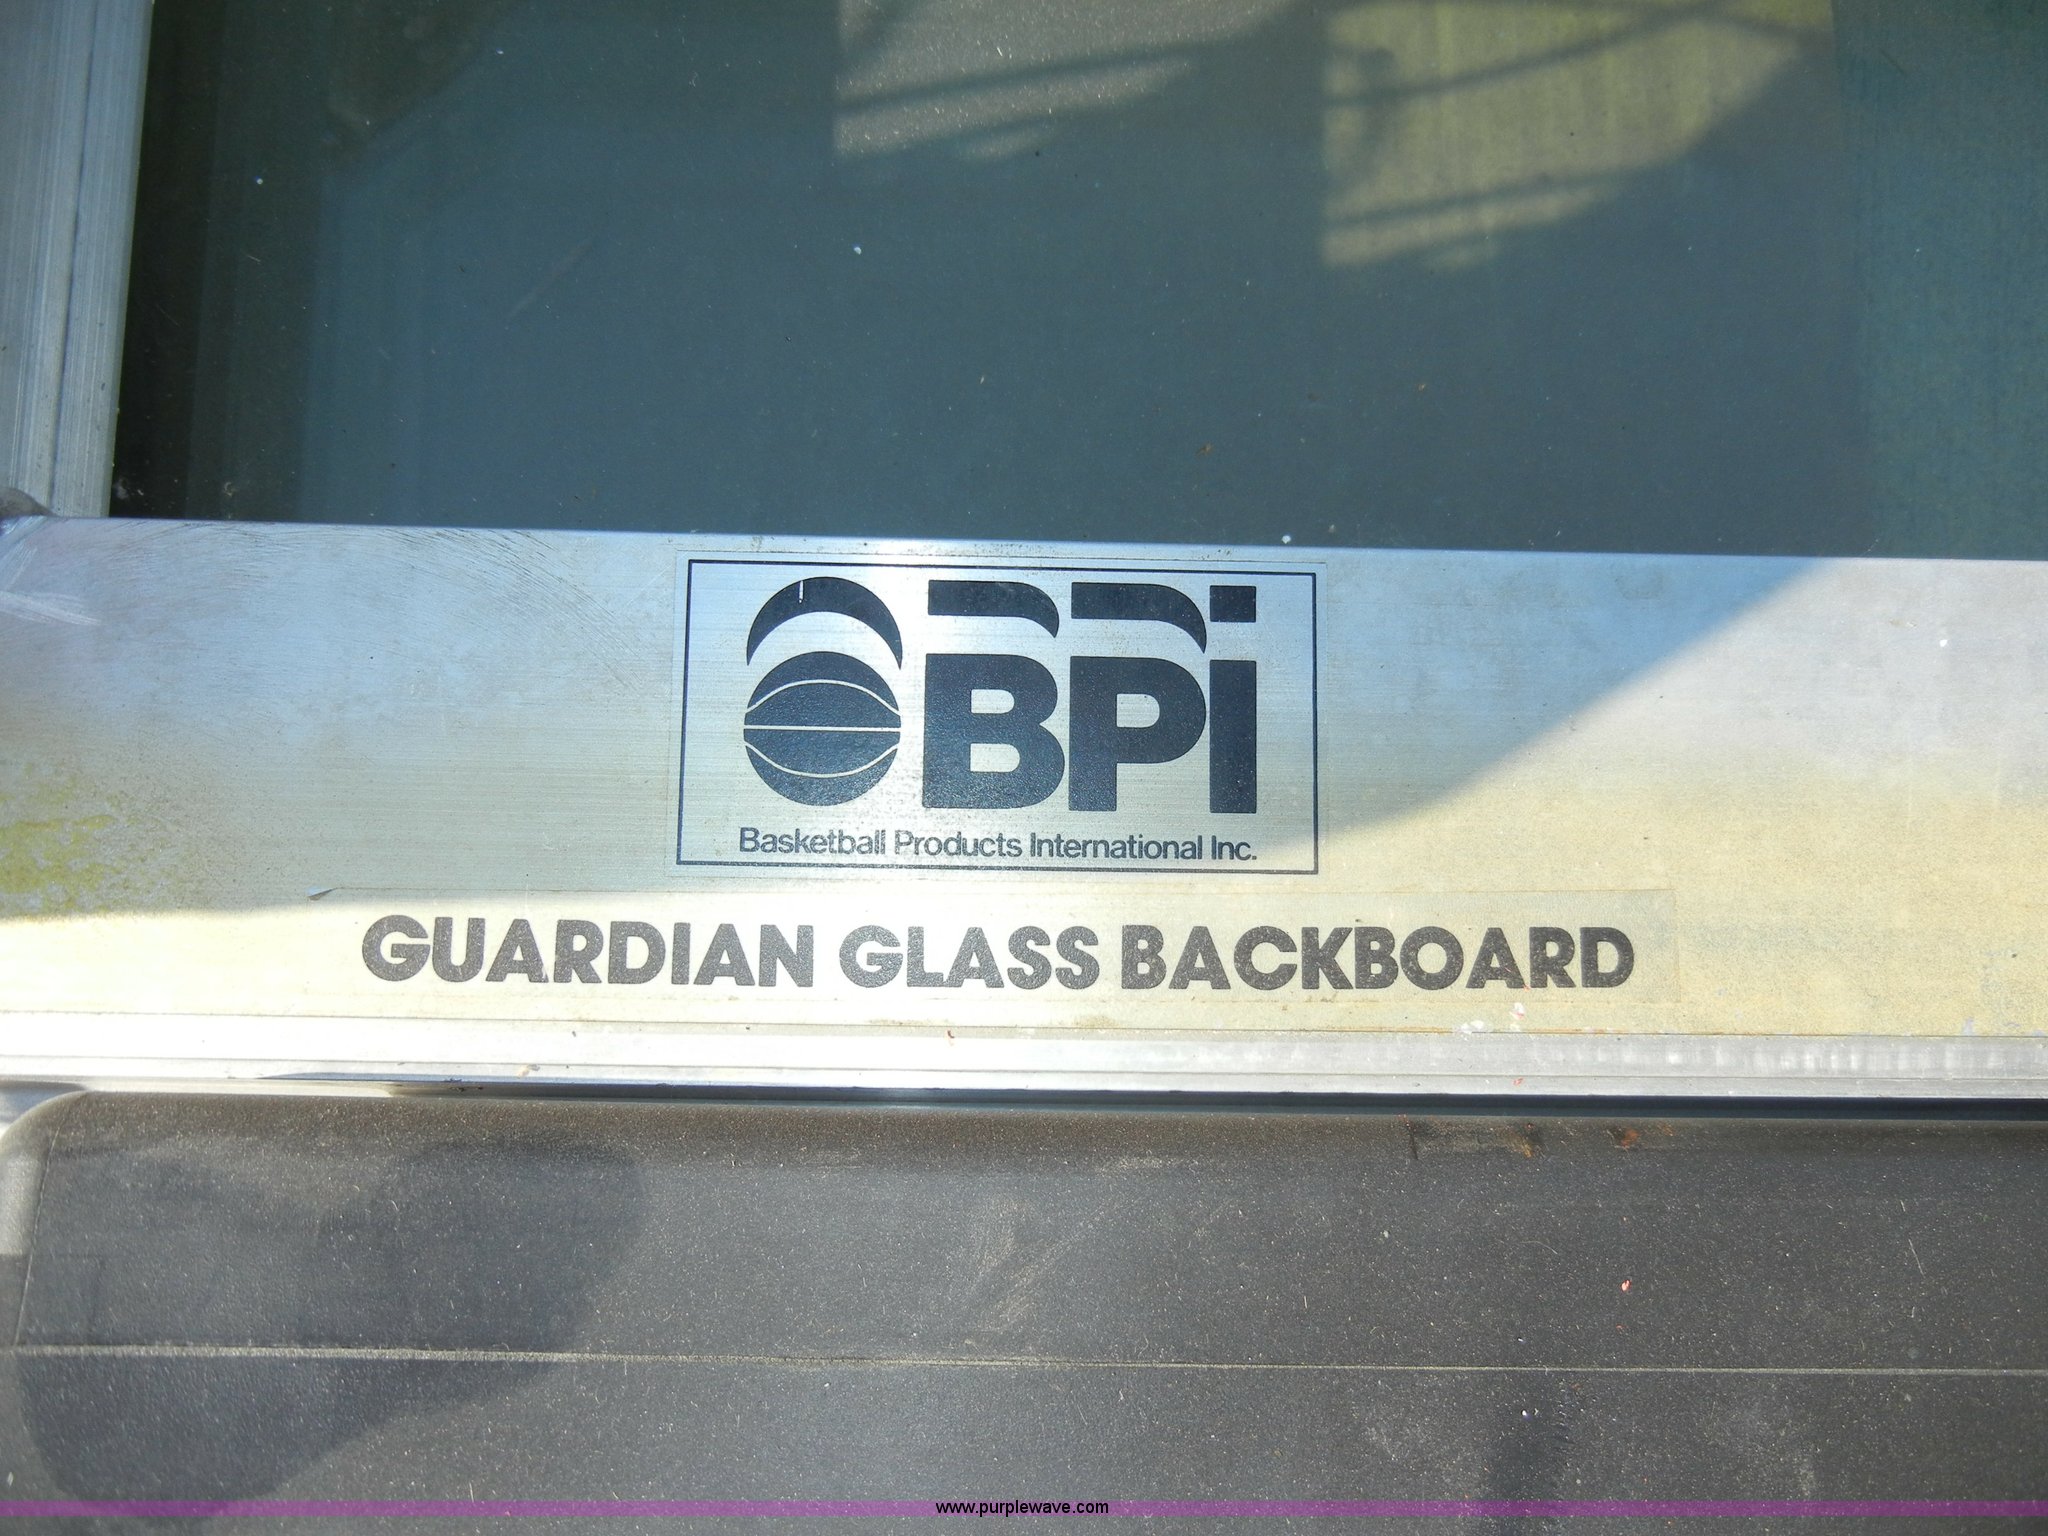 BPI
Basketball Products International Inc.
GUARDIAN GLASS BACKBOARD
www.purplewave.com